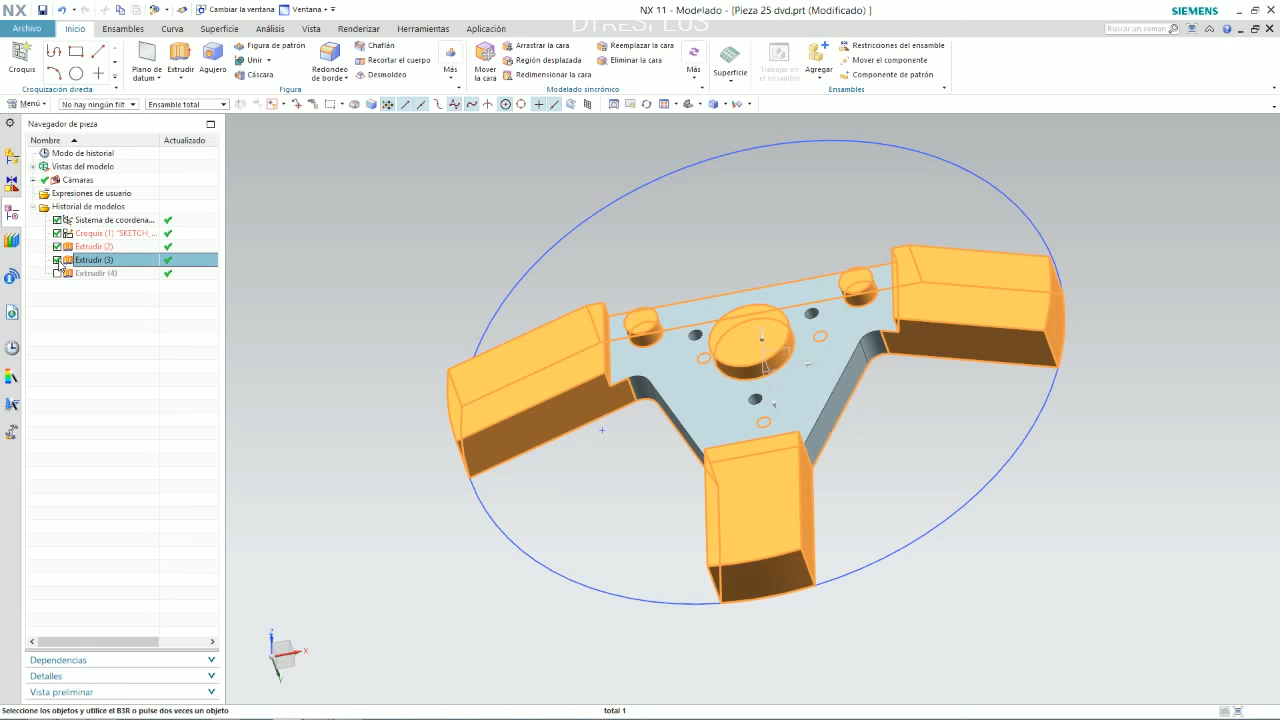 NX
Cambiar la ventana
Ventana
NX 11 - Modelado - [Pieza 25 dvd.prt (Modificado) ]
SIEMENS
DTRESPLUS
Archivo
Inicio
Ensambles
Curva
Superficie
Análisis
Vista
Renderizar
Herramientas
Aplicación
Buscar un coman
Croquis
Plano de datum
Extrudir
Agujero
Figura de patrón
Unir
Cáscara
Redondeo de borde
Chaflán
Recortar el cuerpo
Desmoldeo
Más
Mover la cara
Arrastrar la cara
Región desplazada
Redimensionar la cara
Reemplazar la cara
Eliminar la cara
Más
Superficie
Trabajar en el ensamble
Agregar
Restricciones del ensamble
Mover el componente
Componente de patrón
Croquización directa
Figura
Modelado sincrónico
Ensambles
Menú
No hay ningún filt
Ensamble total
Navegador de pieza
Nombre
Actualizado
Modo de historial
Vistas del modelo
Cámaras
Expresiones de usuario
Historial de modelos
Sistema de coordena...
Croquis (1) "SKETCH_...
Extrudir (2)
Extrudir (3)
Extrudir (4)
Z
X
Dependencias
Detalles
Vista preliminar
Seleccione los objetos y utilice el B3R o pulse dos veces un objeto
total 1